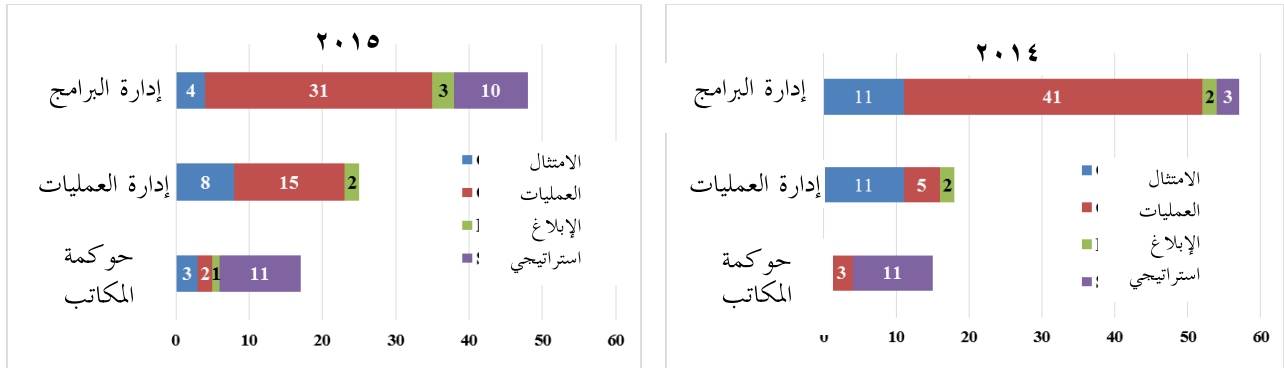 ٢٠١٥
إدارة البرامج
4 31 3 10
إدارة العمليات
8 15 2
حوكمة
المكاتب
3 2 1 11
الامتثال
العمليات
الإبلاغ
استراتيجي
0 10 20 30 40 50 60
٢٠١٤
إدارة البرامج
11 41 2 3
إدارة العمليات
11 5 2
حوكمة
المكاتب
3 11
الامتثال
العمليات
الإبلاغ
استراتيجي
0 10 20 30 40 50 60